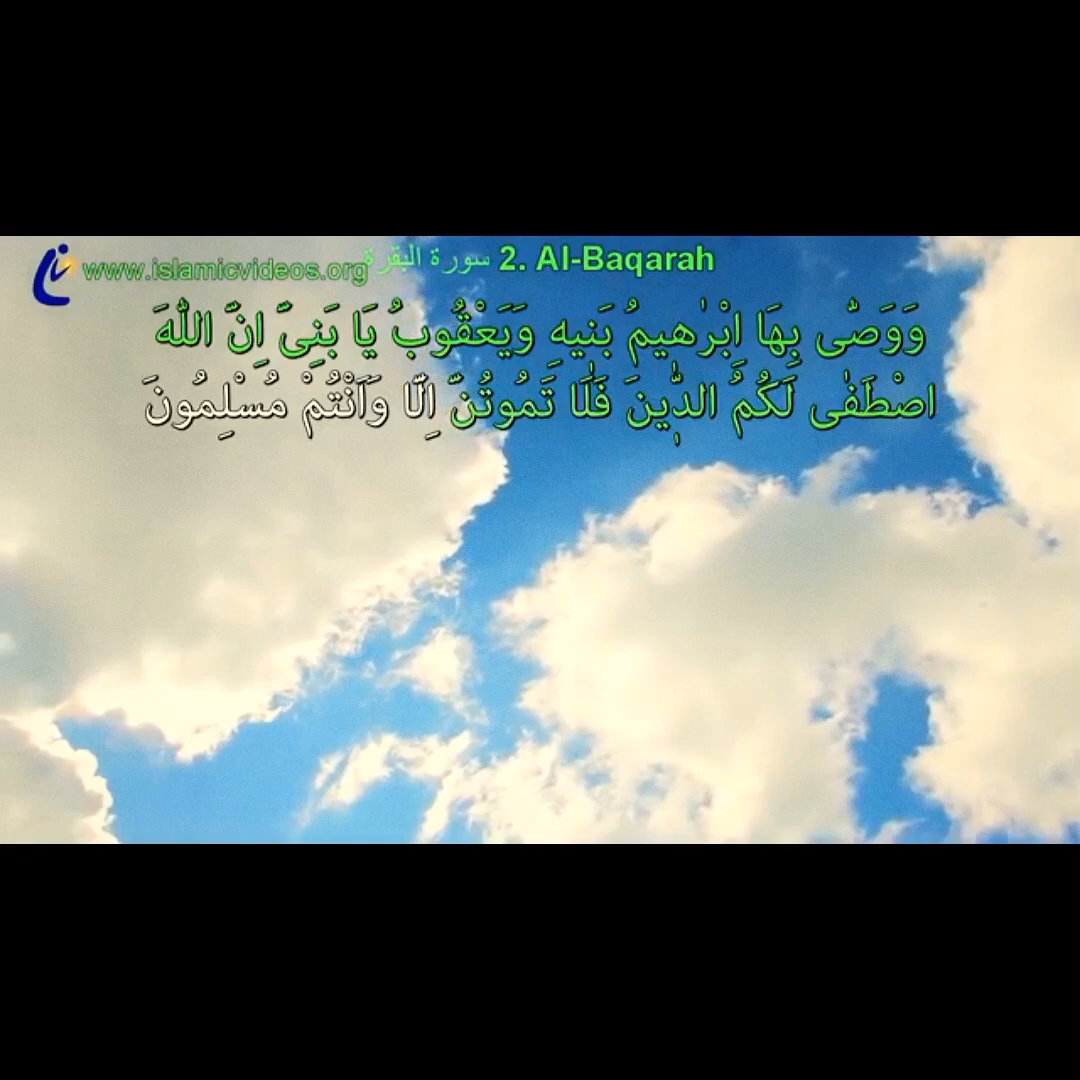 www.islamicvideos.org
سورة البقرة 2. Al-Baqarah
وَوَصّٰى بِهَا اِبْرٰهيمُ بَنيهِ وَيَعْقُوبُ يَا بَنِىَّ اِنَّ اللّٰهَ
اصْطَفٰى لَكُمُ الدّٖينَ فَلَا تَمُوتُنَّ اِلَّا وَاَنْتُمْ مُسْلِمُونَ